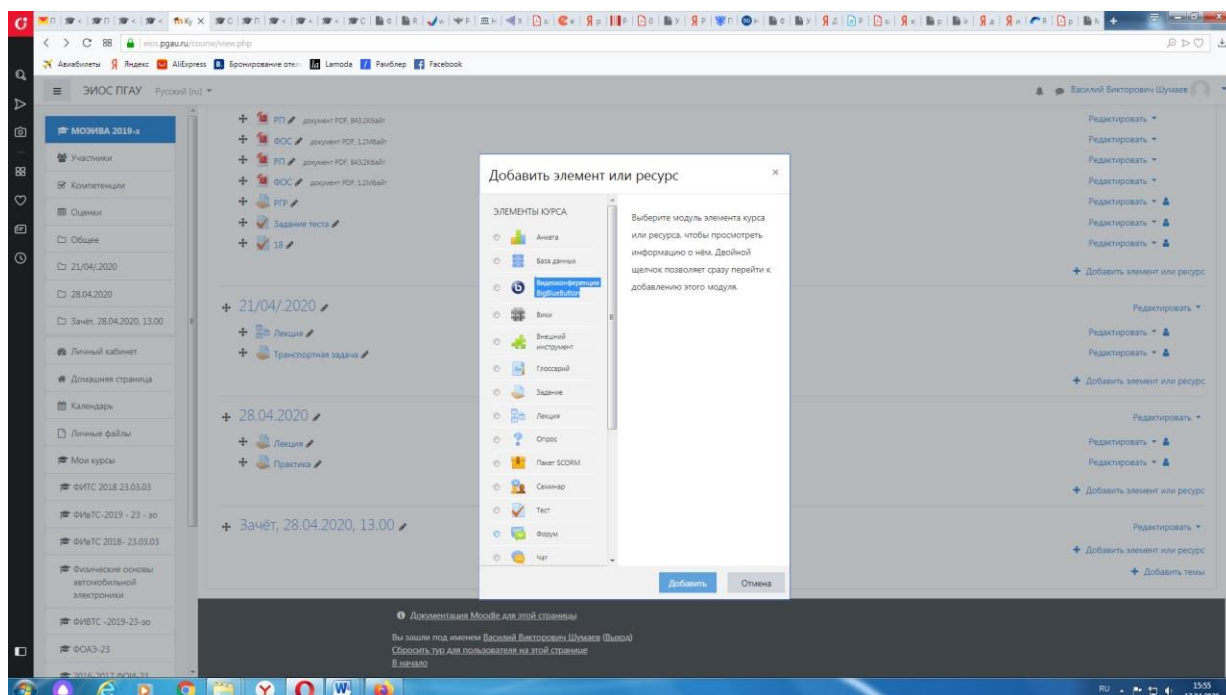 eios.pgau.ru/course/view.php
Авиабилеты
Яндекс
AliExpress
Бронирование отел
Lamoda
Рамблер
Facebook
ЭИОС ПГАУ
Русский (ru)
Василий Викторович Шумаев
МОЭИВА 2019-з
Участники
Компетенции
Оценки
Общее
21/04/.2020
28.04.2020
Зачёт, 28.04.2020, 13.00
Личный кабинет
Домашняя страница
Календарь
Личные файлы
Мои курсы
ФИТС 2018 23.03.03
ФИвТС-2019 - 23 - зо
ФИвТС 2018- 23.03.03
Физические основы
автомобильной
электроники
ФИВТС -2019-23-зо
ФОАЭ-23
2016-2017 ФОМ-23
РП документ PDF, 843.2Кбайт
Редактировать
ФОС документ PDF, 1.2Мбайт
Редактировать
РП документ PDF, 843.2Кбайт
Редактировать
ФОС документ PDF, 1.2Мбайт
Редактировать
РГР
Редактировать
Задание теста
Редактировать
18
Редактировать
Добавить элемент или ресурс
21/04/.2020
Редактировать
Лекция
Редактировать
Транспортная задача
Редактировать
Добавить элемент или ресурс
28.04.2020
Редактировать
Лекция
Редактировать
Практика
Редактировать
Добавить элемент или ресурс
Зачёт, 28.04.2020, 13.00
Редактировать
Добавить элемент или ресурс
Добавить темы
Добавить элемент или ресурс
×
ЭЛЕМЕНТЫ КУРСА
Анкета
База данных
Видеоконференция
BigBlueButton
Вики
Внешний
инструмент
Глоссарий
Задание
Лекция
Опрос
Пакет SCORM
Семинар
Тест
Форум
Чат
Выберите модуль элемента курса
или ресурса, чтобы просмотреть
информацию о нём. Двойной
щелчок позволяет сразу перейти к
добавлению этого модуля.
Добавить
Отмена
Документация Moodle для этой страницы
Вы зашли под именем Василий Викторович Шумаев (Выход)
Сбросить тур для пользователя на этой странице
В начало
RU
15:55